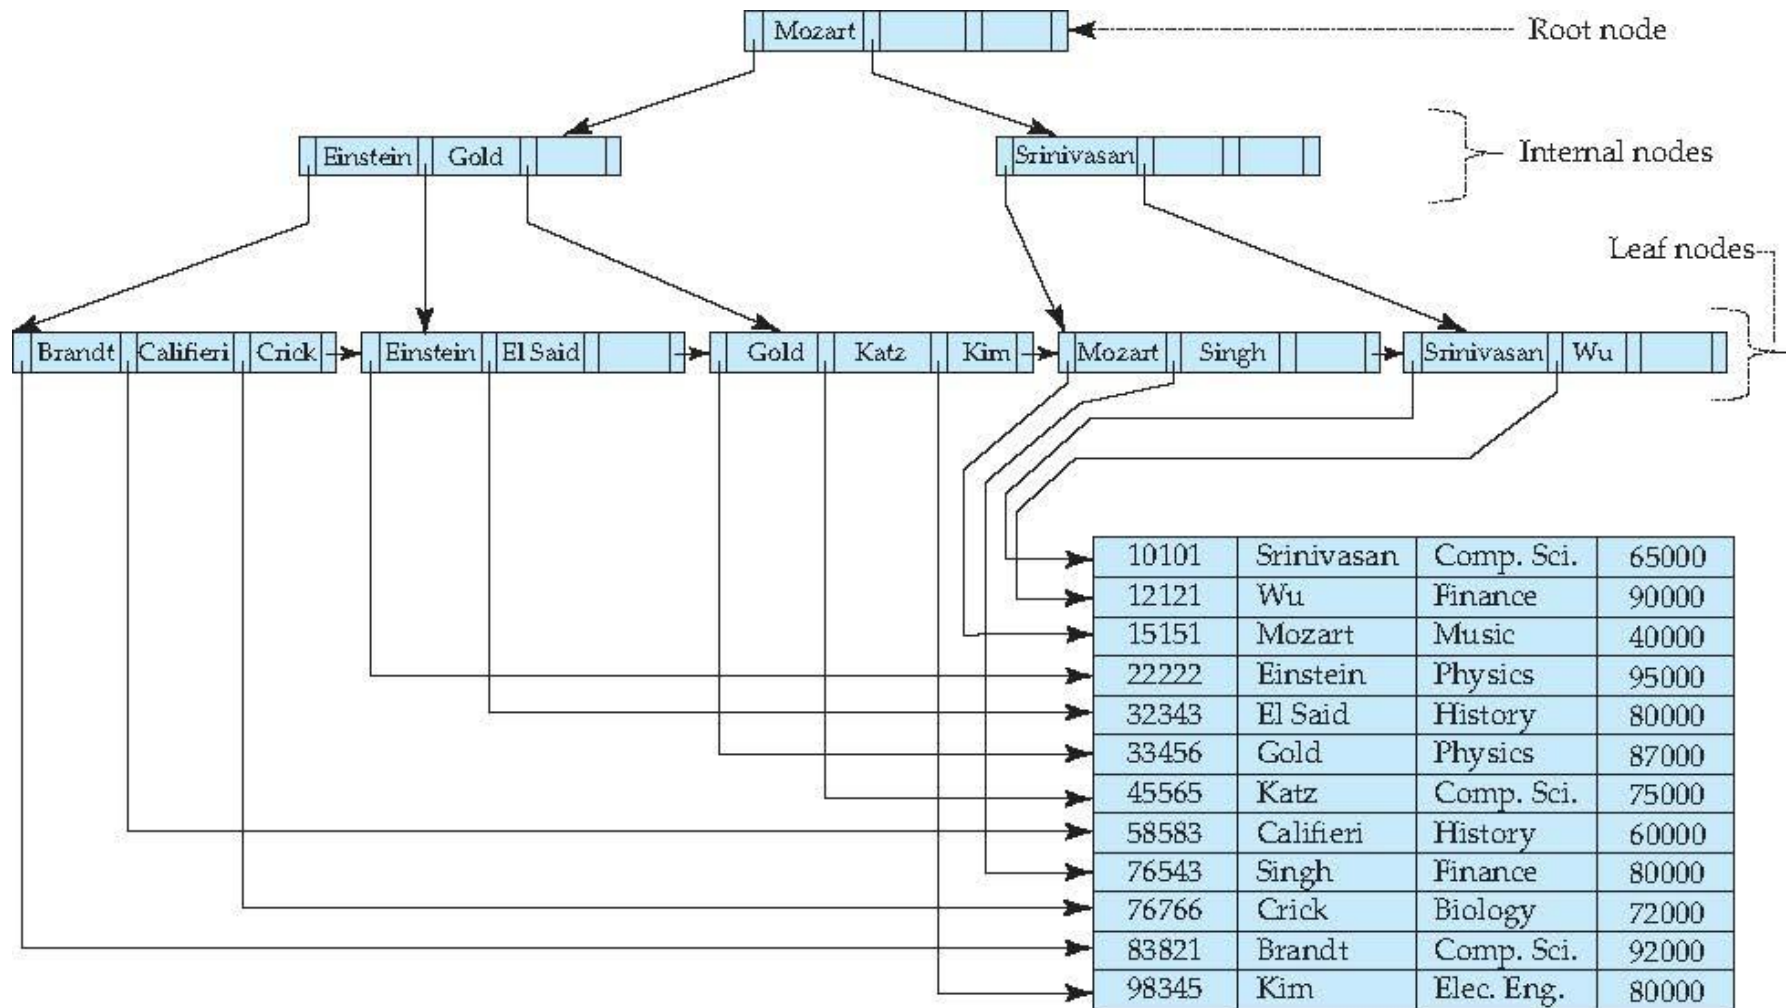 Mozart
Root node
Einstein Gold
Srinivasan
Internal nodes
Leaf nodes
Brandt Califieri Crick
Einstein El Said
Gold Katz Kim
Mozart Singh
Srinivasan Wu
10101 Srinivasan Comp. Sci. 65000
12121 Wu Finance 90000
15151 Mozart Music 40000
22222 Einstein Physics 95000
32343 El Said History 80000
33456 Gold Physics 87000
45565 Katz Comp. Sci. 75000
58583 Califieri History 60000
76543 Singh Finance 80000
76766 Crick Biology 72000
83821 Brandt Comp. Sci. 92000
98345 Kim Elec. Eng. 80000